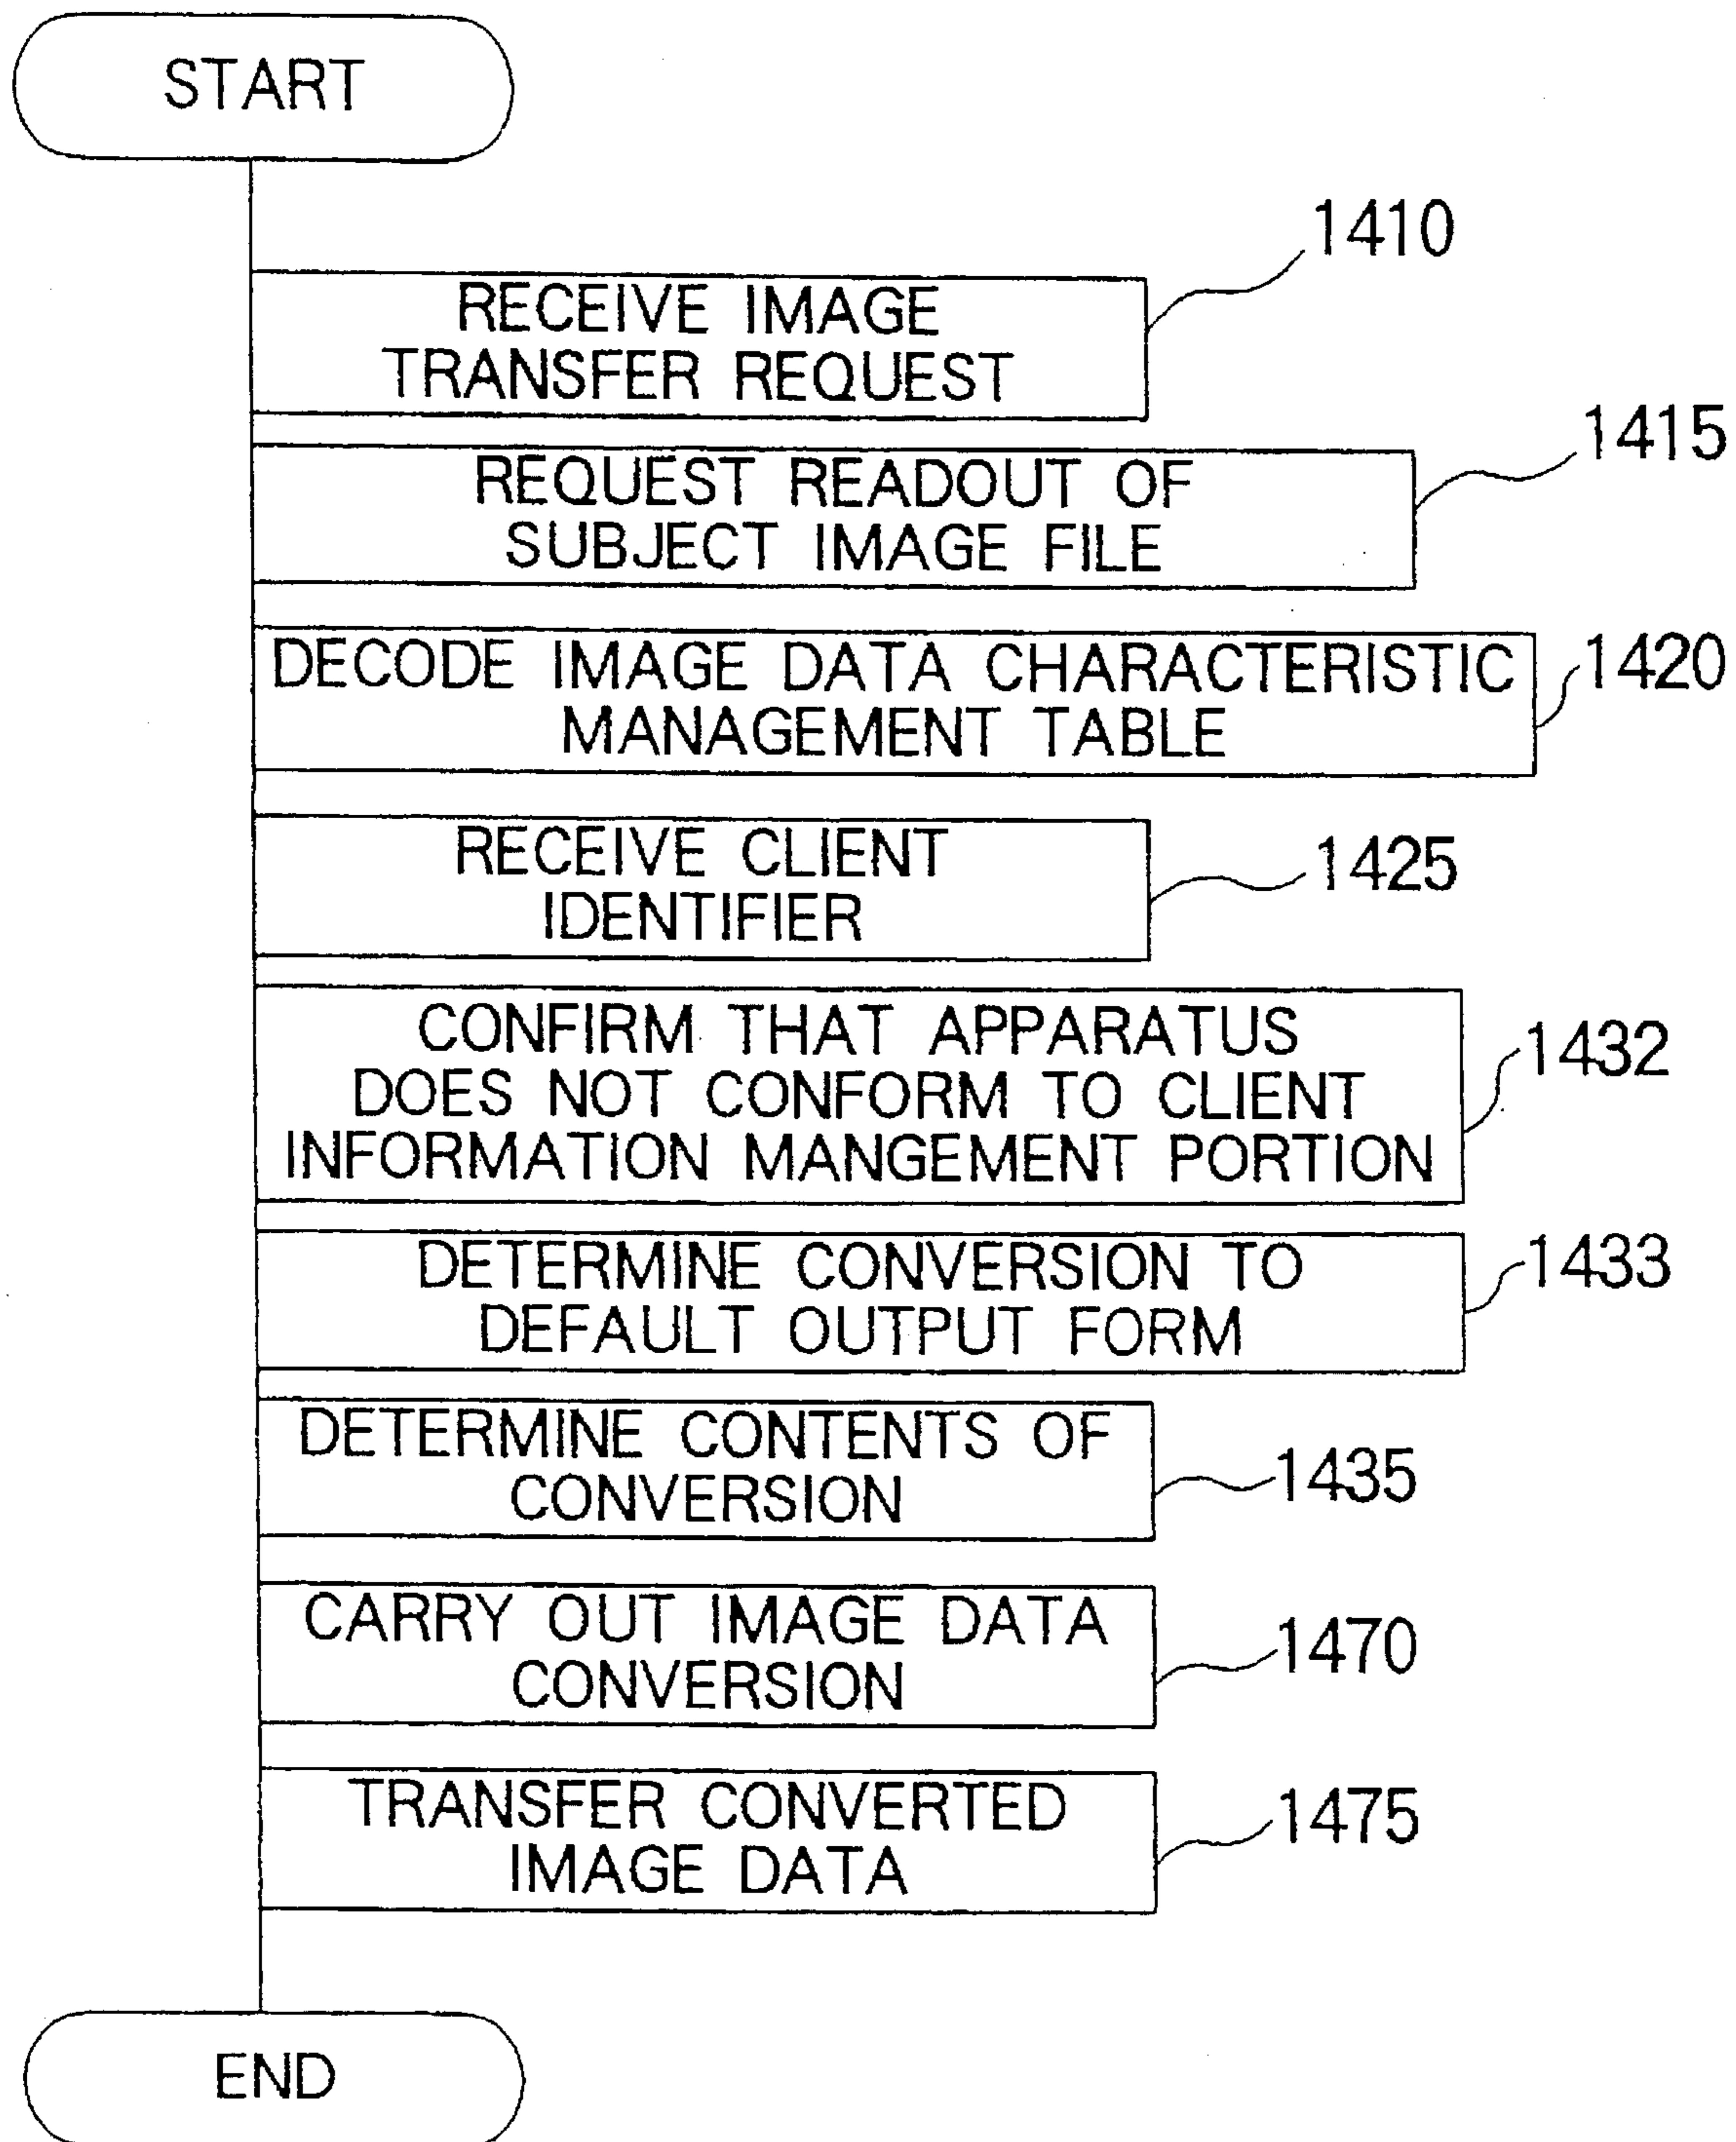 START
1410
RECEIVE IMAGE
TRANSFER REQUEST
1415
REQUEST READOUT OF
SUBJECT IMAGE FILE
1420
DECODE IMAGE DATA CHARACTERISTIC
MANAGEMENT TABLE
RECEIVE CLIENT
IDENTIFIER
1425
CONFIRM THAT APPARATUS
DOES NOT CONFORM TO CLIENT
INFORMATION MANGEMENT PORTION
1432
DETERMINE CONVERSION TO
DEFAULT OUTPUT FORM
1433
DETERMINE CONTENTS OF
CONVERSION
1435
CARRY OUT IMAGE DATA
CONVERSION
1470
TRANSFER CONVERTED
IMAGE DATA
1475
END